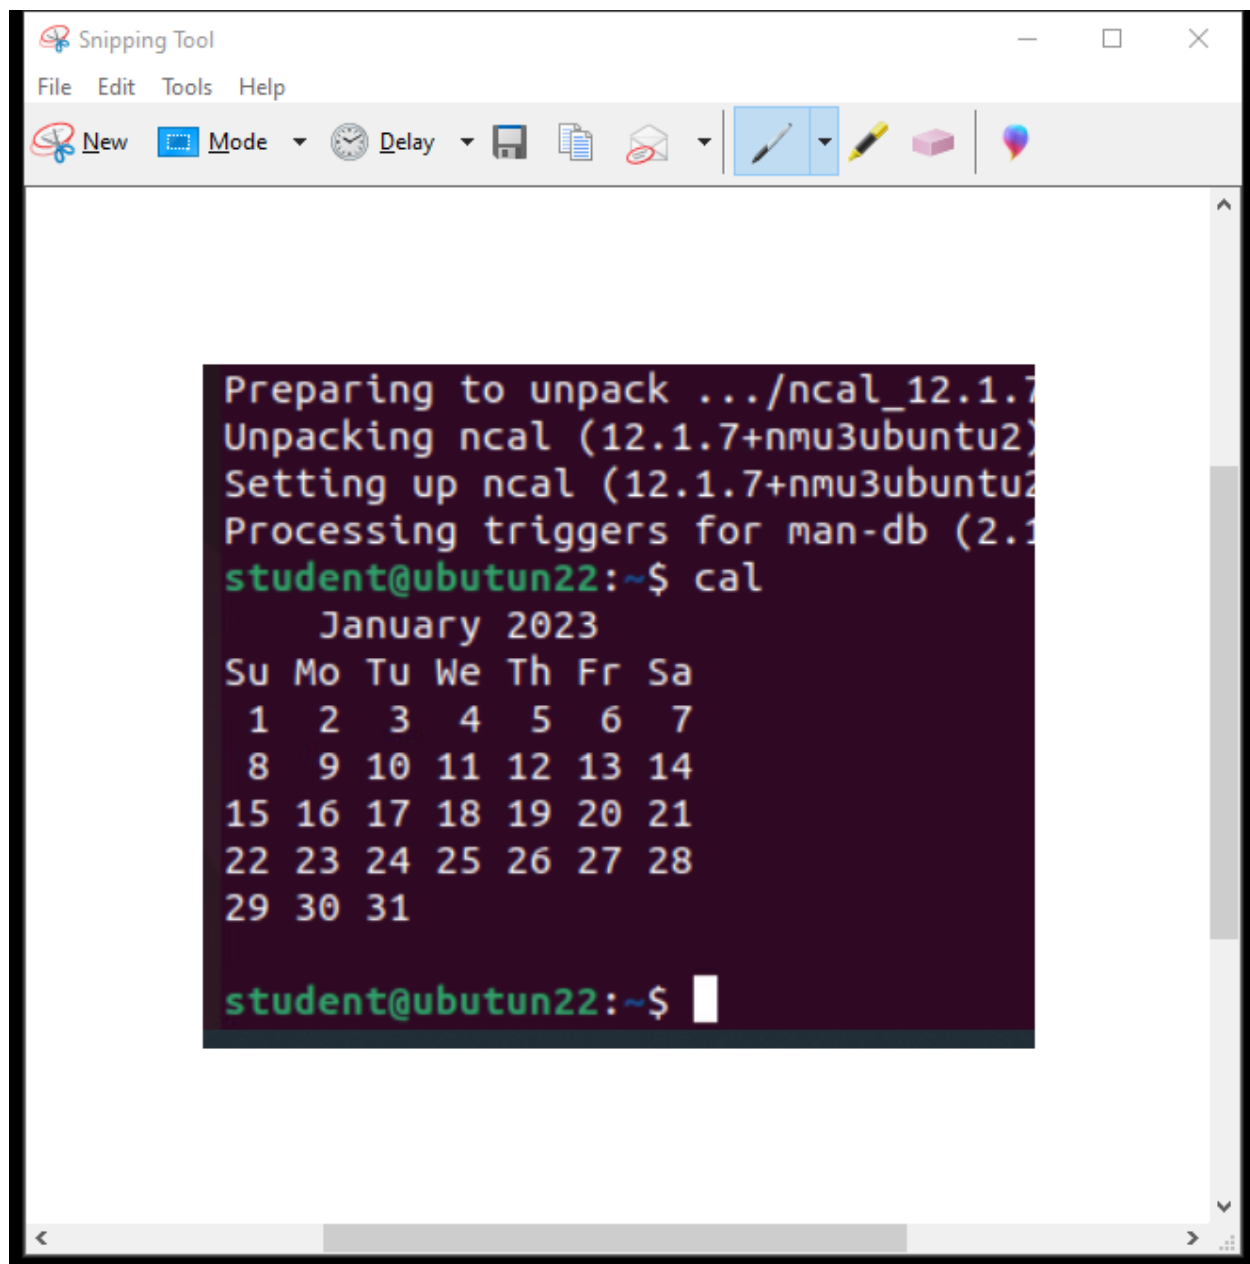 Snipping Tool
File Edit Tools Help
New Mode Delay
Preparing to unpack .../ncal_12.1.7
Unpacking ncal (12.1.7+nmu3ubuntu2)
Setting up ncal (12.1.7+nmu3ubuntu2
Processing triggers for man-db (2.1
student@ubutun22:~$ cal
January 2023
Su Mo Tu We Th Fr Sa
1 2 3 4 5 6 7
8 9 10 11 12 13 14
15 16 17 18 19 20 21
22 23 24 25 26 27 28
29 30 31
student@ubutun22:~$